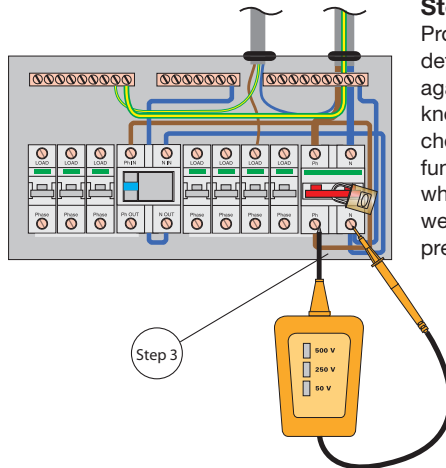 Ste
Pro
det
aga
kno
che
fun
wh
we
pre
LOAD LOAD LOAD Ph IN N IN LOAD LOAD LOAD LOAD Ph N
Phase Phase Phase Ph OUT N OUT Phase Phase Phase Phase Ph N
Step 3
500 V
250 V
50 V